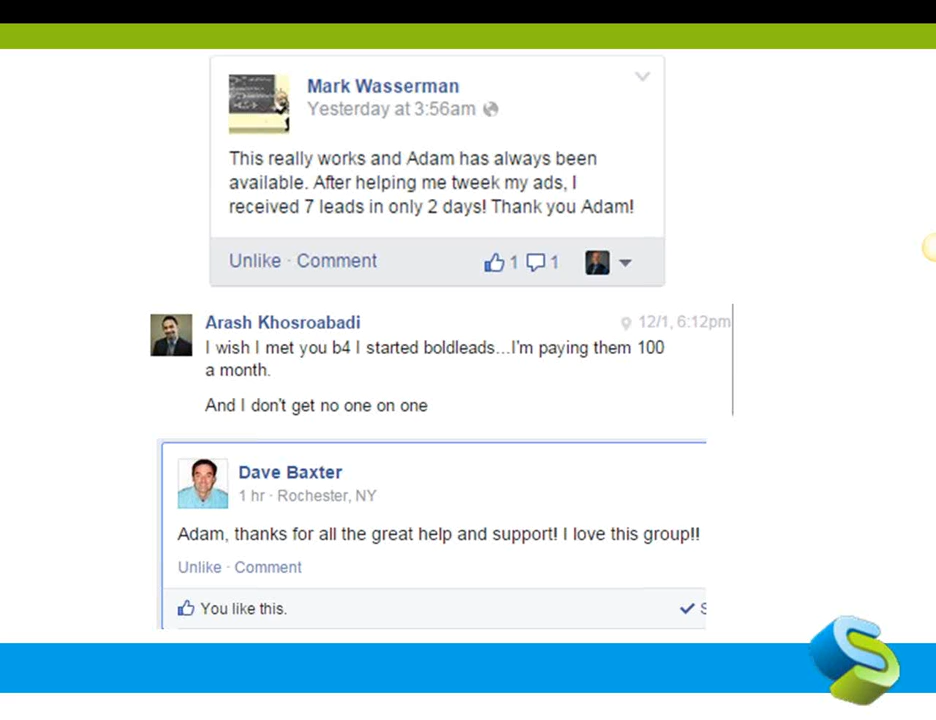 Mark Wasserman
Yesterday at 3:56am
This really works and Adam has always been
available. After helping me tweek my ads, I
received 7 leads in only 2 days! Thank you Adam!
Unlike · Comment 1 1
Arash Khosroabadi 12/1, 6:12pm
I wish I met you b4 I started boldleads...I'm paying them 100
a month.
And I don't get no one on one
Dave Baxter
1 hr · Rochester, NY
Adam, thanks for all the great help and support! I love this group!!
Unlike · Comment
You like this.